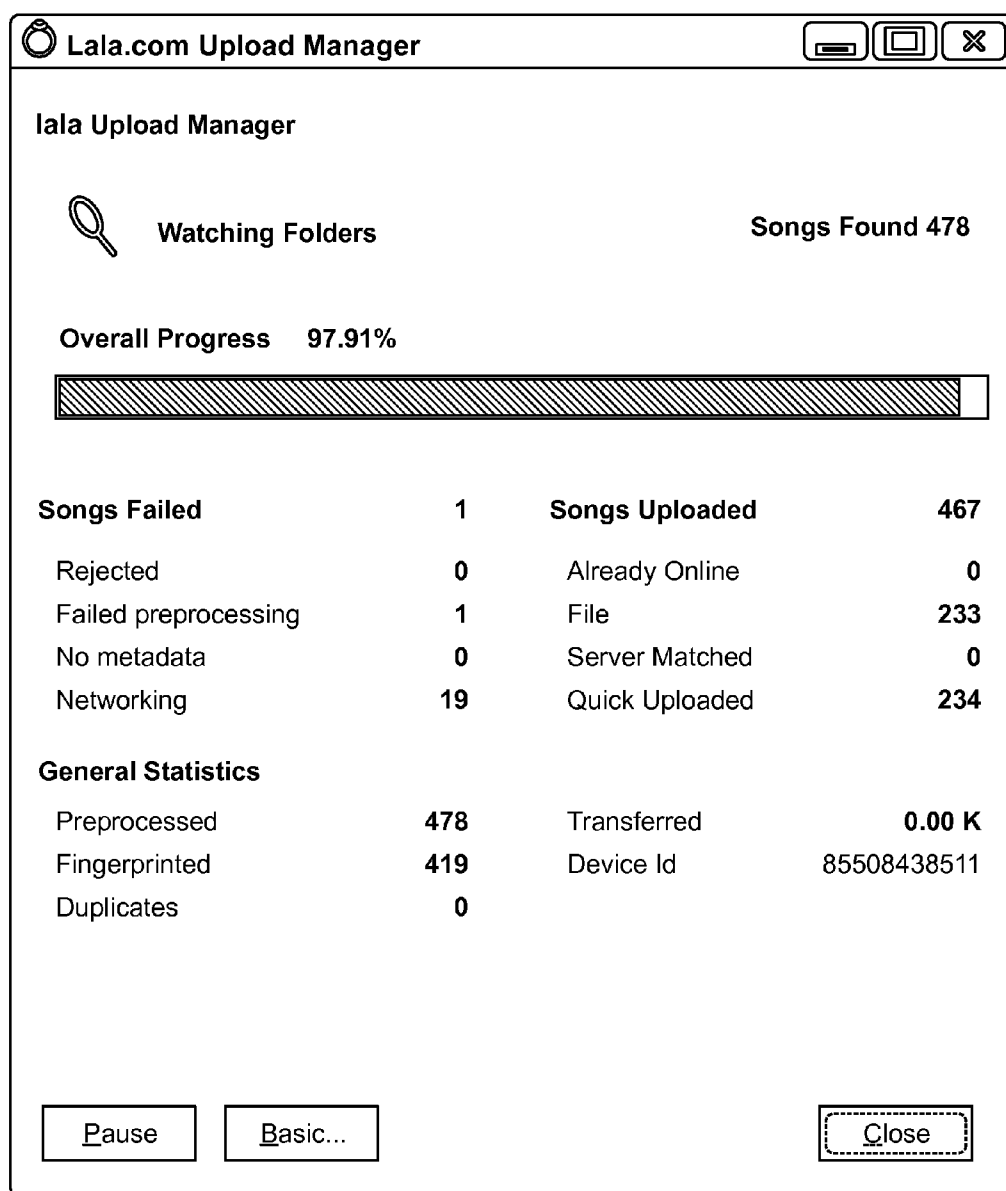 Lala.com Upload Manager
lala Upload Manager
Watching Folders Songs Found 478
Overall Progress 97.91%
Songs Failed 1 Songs Uploaded 467
Rejected 0 Already Online 0
Failed preprocessing 1 File 233
No metadata 0 Server Matched 0
Networking 19 Quick Uploaded 234
General Statistics
Preprocessed 478 Transferred 0.00 K
Fingerprinted 419 Device Id 85508438511
Duplicates 0
Pause Basic... Close